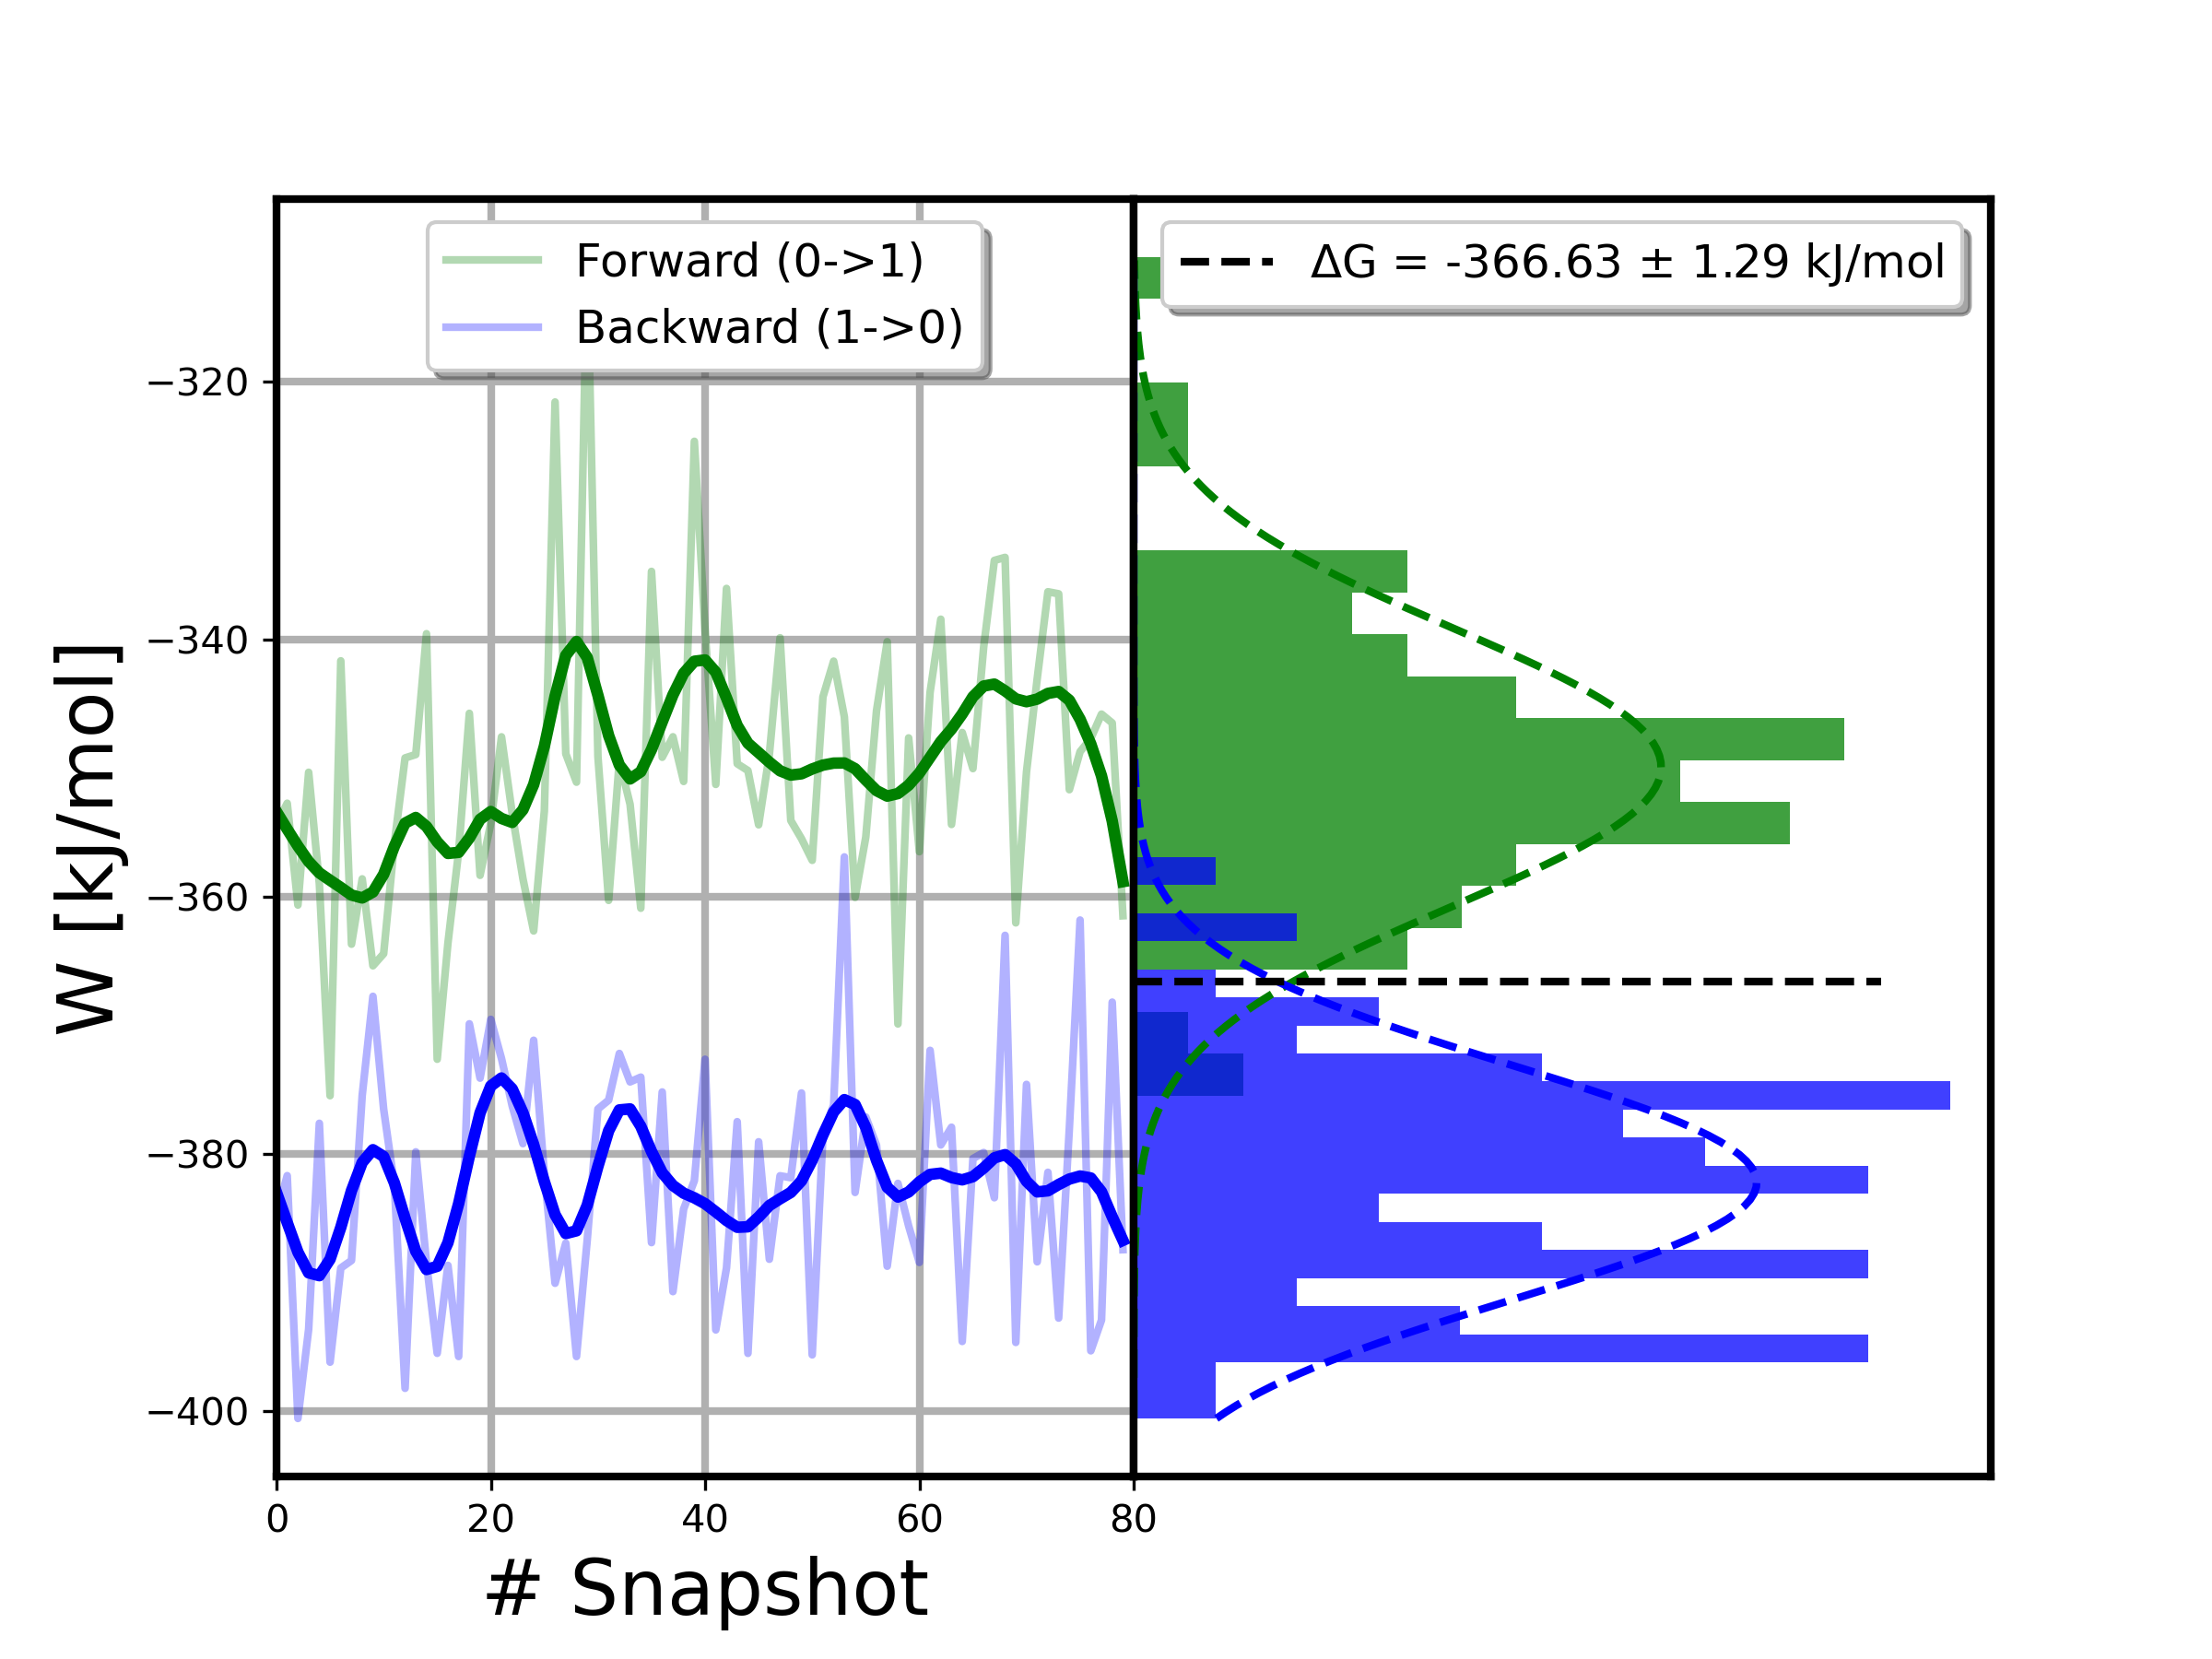 Forward (0->1)
Backward (1->0)
ΔG = -366.63 ± 1.29 kJ/mol
−320
−340
−360
−380
−400
W [kJ/mol]
0 20 40 60 80
# Snapshot